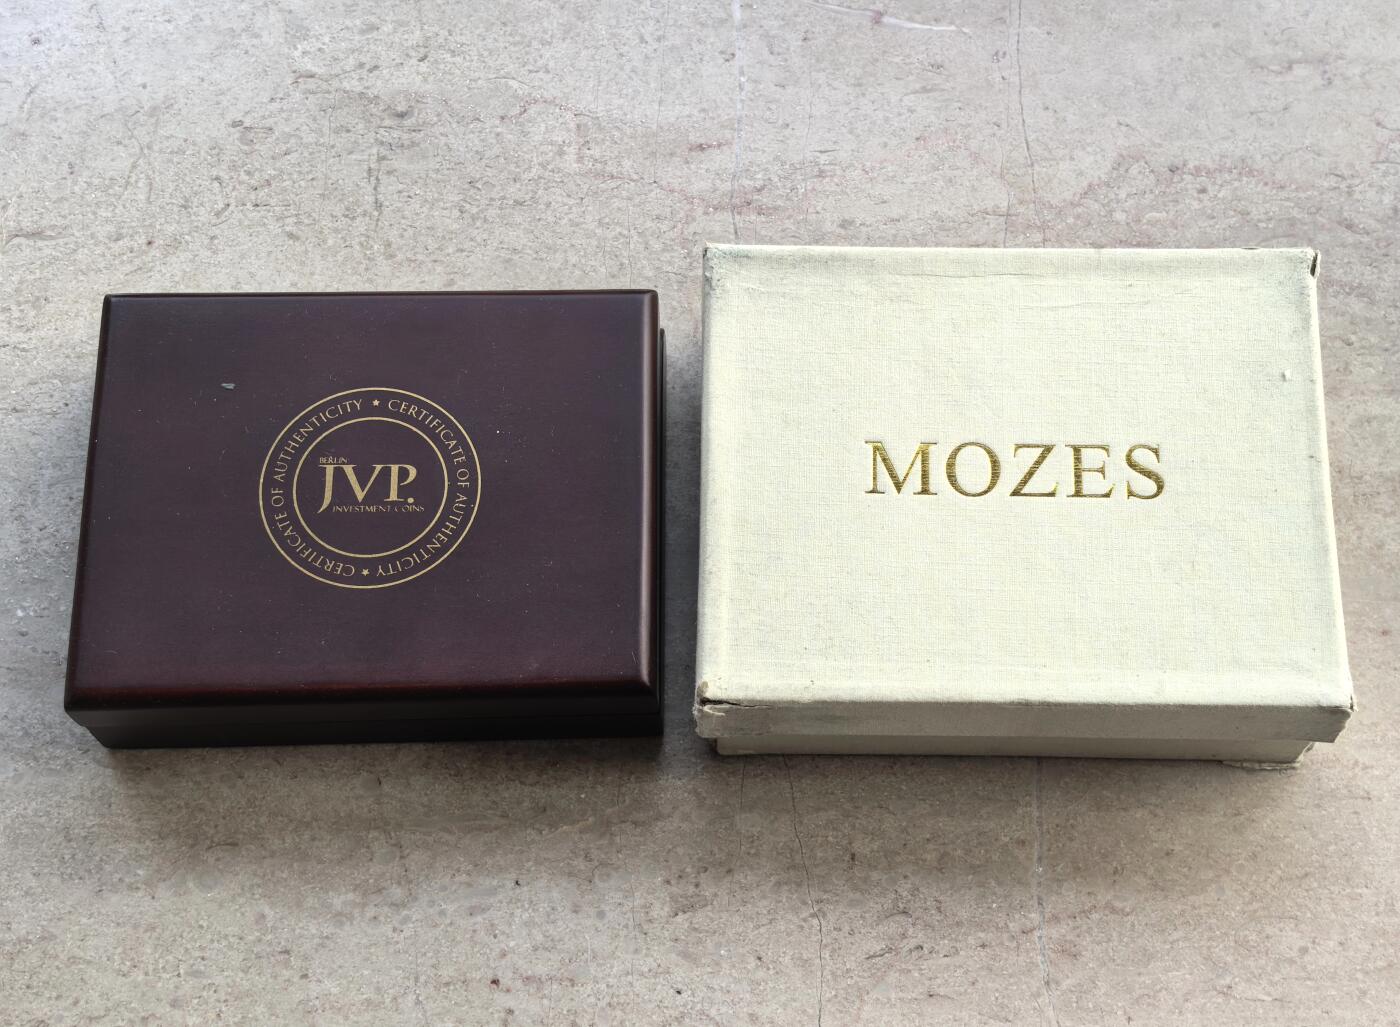 CERTIFICATE OF AUTHENTICITY ★ CERTIFICATE OF AUTHENTICITY ★
BERLIN
JVP.
INVESTMENT COINS
MOZES